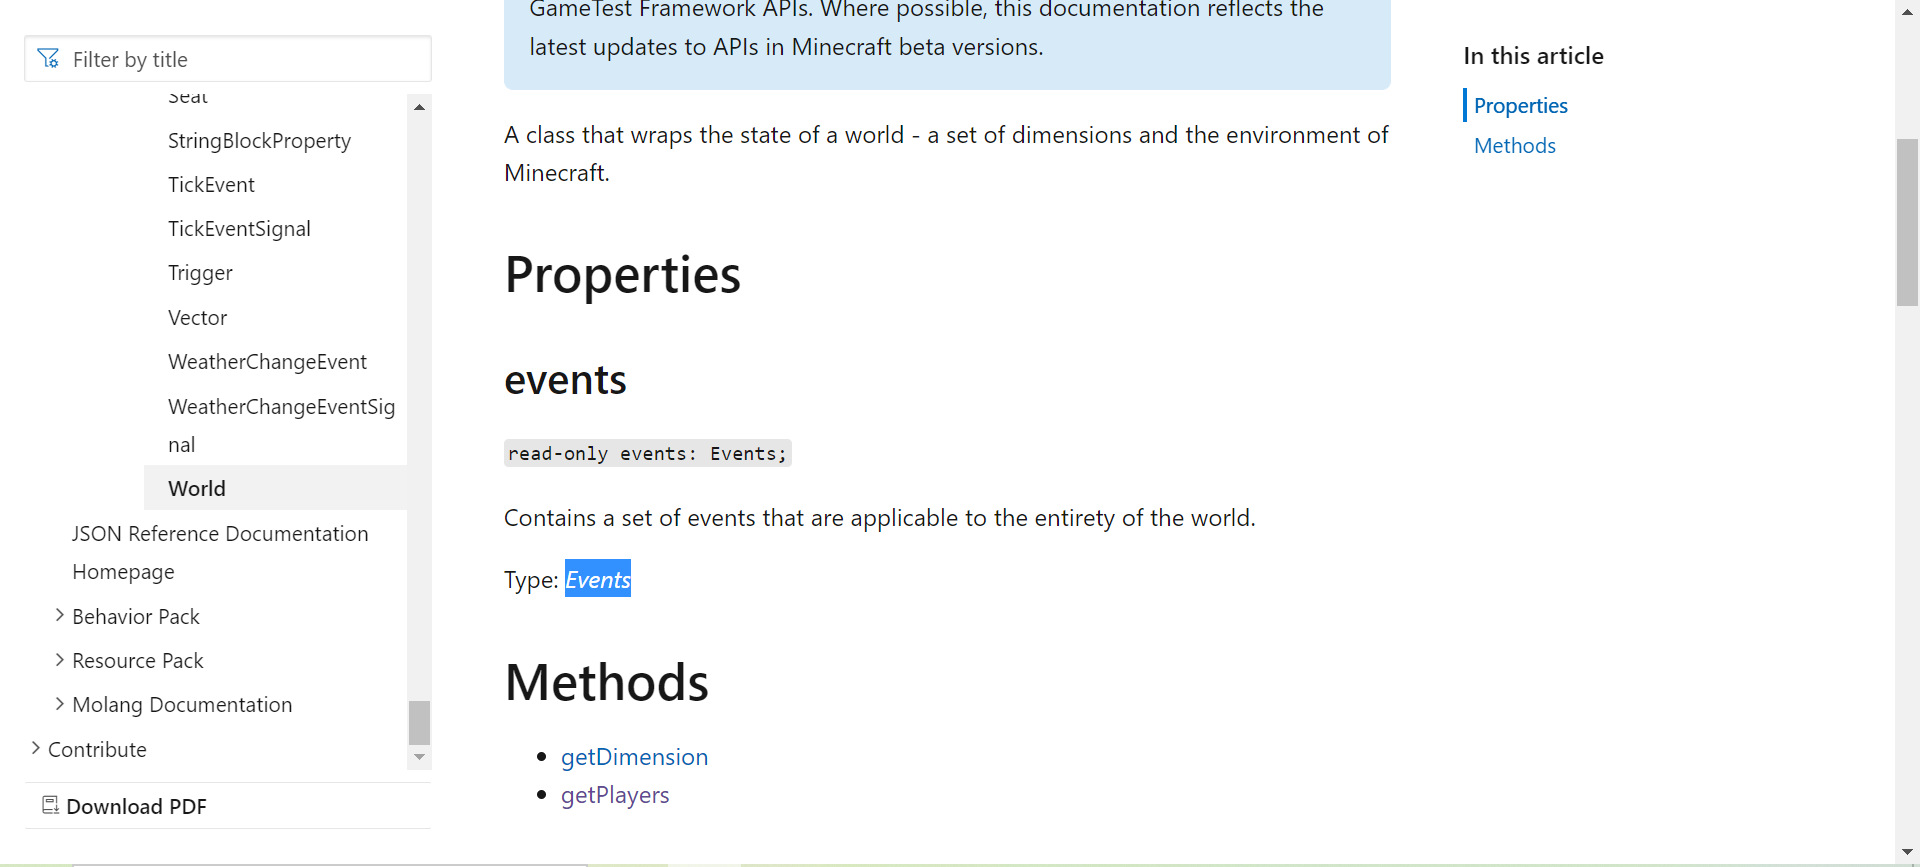 Filter by title
Seat
StringBlockProperty
TickEvent
TickEventSignal
Trigger
Vector
WeatherChangeEvent
WeatherChangeEventSig
nal
World
JSON Reference Documentation
Homepage
Behavior Pack
Resource Pack
Molang Documentation
Contribute
Download PDF
GameTest Framework APIs. Where possible, this documentation reflects the
latest updates to APIs in Minecraft beta versions.
A class that wraps the state of a world - a set of dimensions and the environment of
Minecraft.
Properties
events
read-only events: Events;
Contains a set of events that are applicable to the entirety of the world.
Type: Events
Methods
getDimension
getPlayers
In this article
Properties
Methods